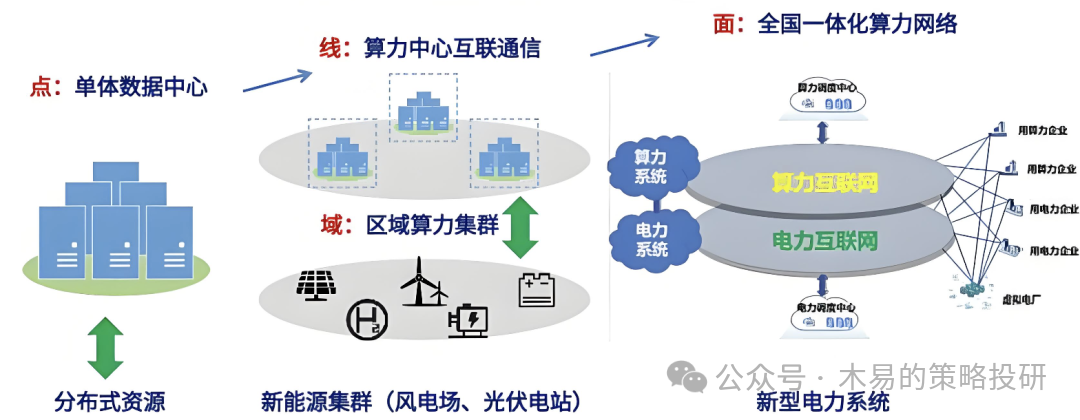 点：单体数据中心
线：算力中心互联通信
面：全国一体化算力网络
域：区域算力集群
H2
分布式资源
新能源集群（风电场、光伏电站）
算力调度中心
算力
系统
算力互联网
电力
系统
电力互联网
电力调度中心
用算力企业
用算力企业
用电力企业
用电力企业
虚拟电厂
新型电力系统
公众号 · 木易的策略投研